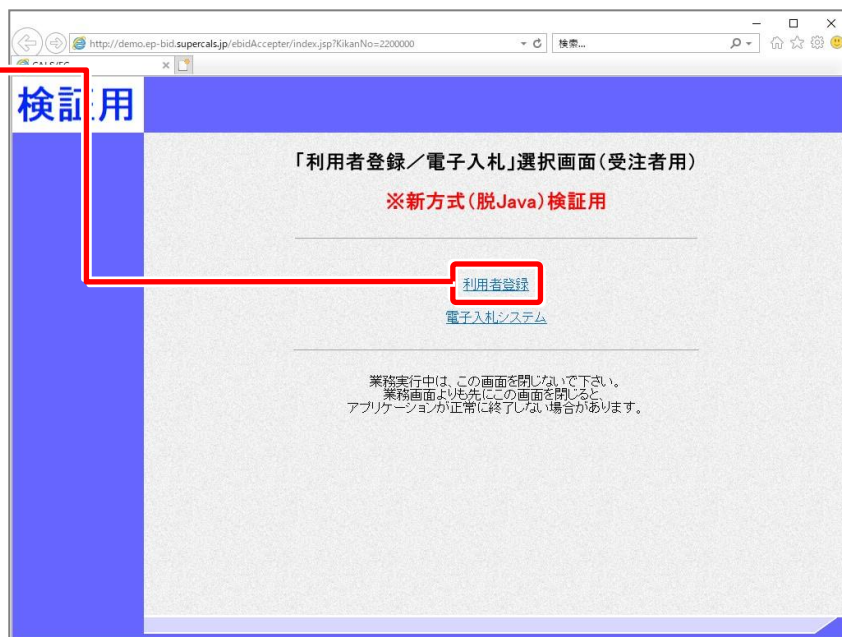 http://demo.ep-bid.supercals.jp/ebidAccepter/index.jsp?KikanNo=2200000
検索...
CALS/EC
検証用
「利用者登録／電子入札」選択画面（受注者用）
※新方式（脱Java）検証用
利用者登録
電子入札システム
業務実行中は、この画面を閉じないで下さい。
業務画面よりも先にこの画面を閉じると、
アプリケーションが正常に終了しない場合があります。